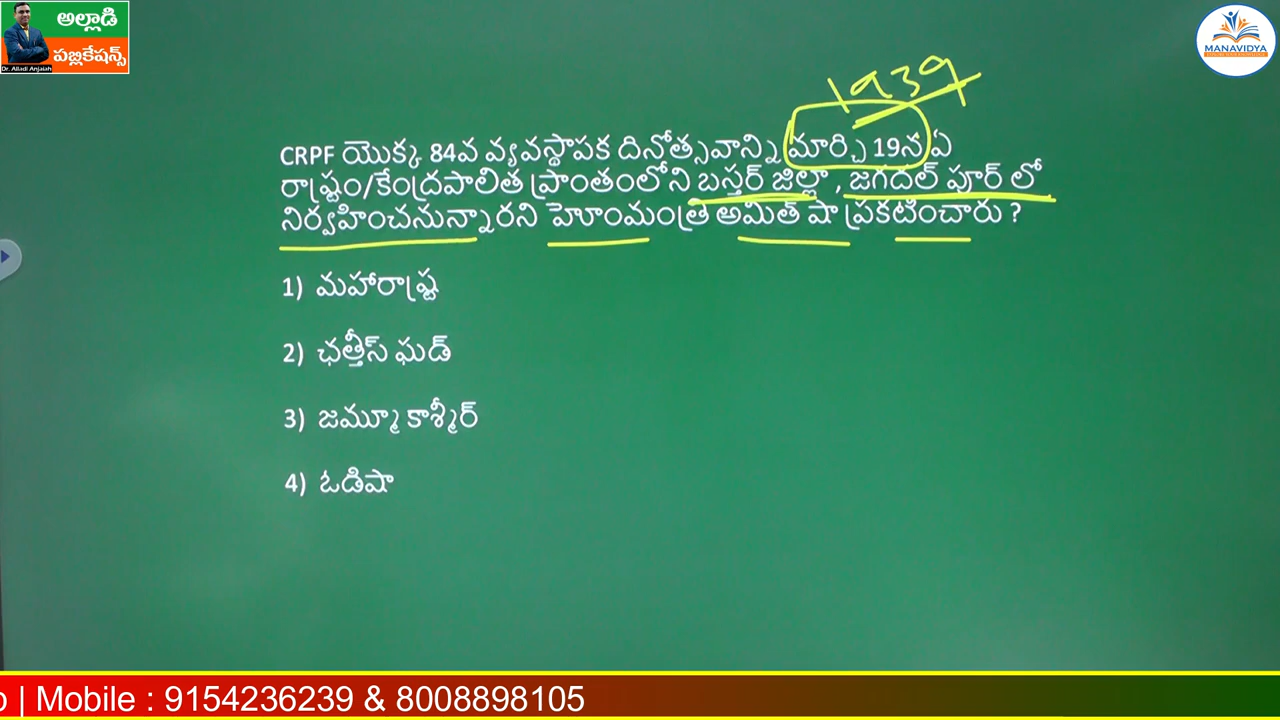 అల్లాడి
పబ్లికేషన్స్
Dr. Alladi Anjaiah
MANAVIDYA
1939
CRPF యొక్క 84వ వ్యవస్థాపక దినోత్సవాన్ని మార్చి 19న ఏ
రాష్ట్రం/కేంద్రపాలిత ప్రాంతంలోని బస్తర్ జిల్లా , జగదల్ పూర్ లో
నిర్వహించనున్నారని హెూంమంత్రి అమిత్ షా ప్రకటించారు ?
1) మహారాష్ట్ర
2) ఛత్తీస్ ఘడ్
3) జమ్మూ కాశ్మీర్
4) ఓడిషా
| Mobile : 9154236239 & 8008898105